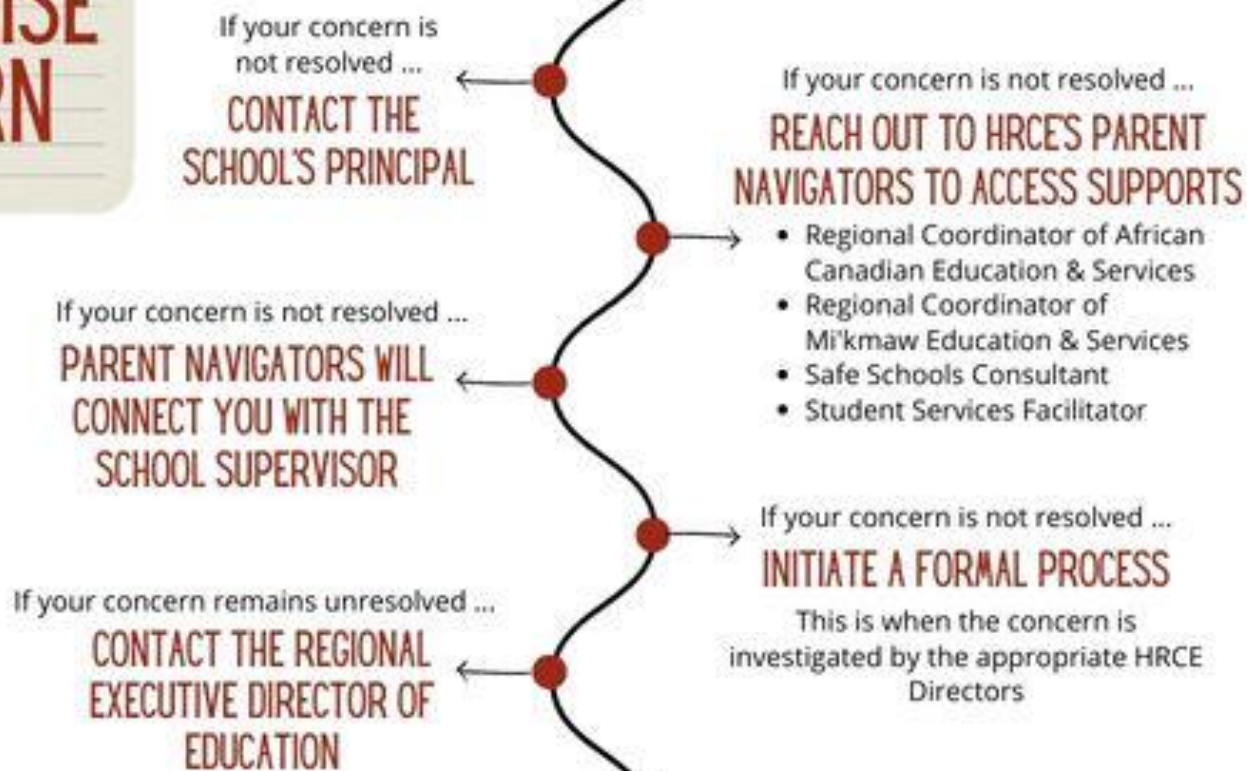 If your concern is
not resolved ...
CONTACT THE
SCHOOL'S PRINCIPAL
If your concern is not resolved ...
REACH OUT TO HRCE'S PARENT
NAVIGATORS TO ACCESS SUPPORTS
• Regional Coordinator of African
Canadian Education & Services
• Regional Coordinator of
Mi'kmaw Education & Services
• Safe Schools Consultant
• Student Services Facilitator
If your concern is not resolved ...
PARENT NAVIGATORS WILL
CONNECT YOU WITH THE
SCHOOL SUPERVISOR
If your concern is not resolved ...
INITIATE A FORMAL PROCESS
This is when the concern is
investigated by the appropriate HRCE
Directors
If your concern remains unresolved ...
CONTACT THE REGIONAL
EXECUTIVE DIRECTOR OF
EDUCATION